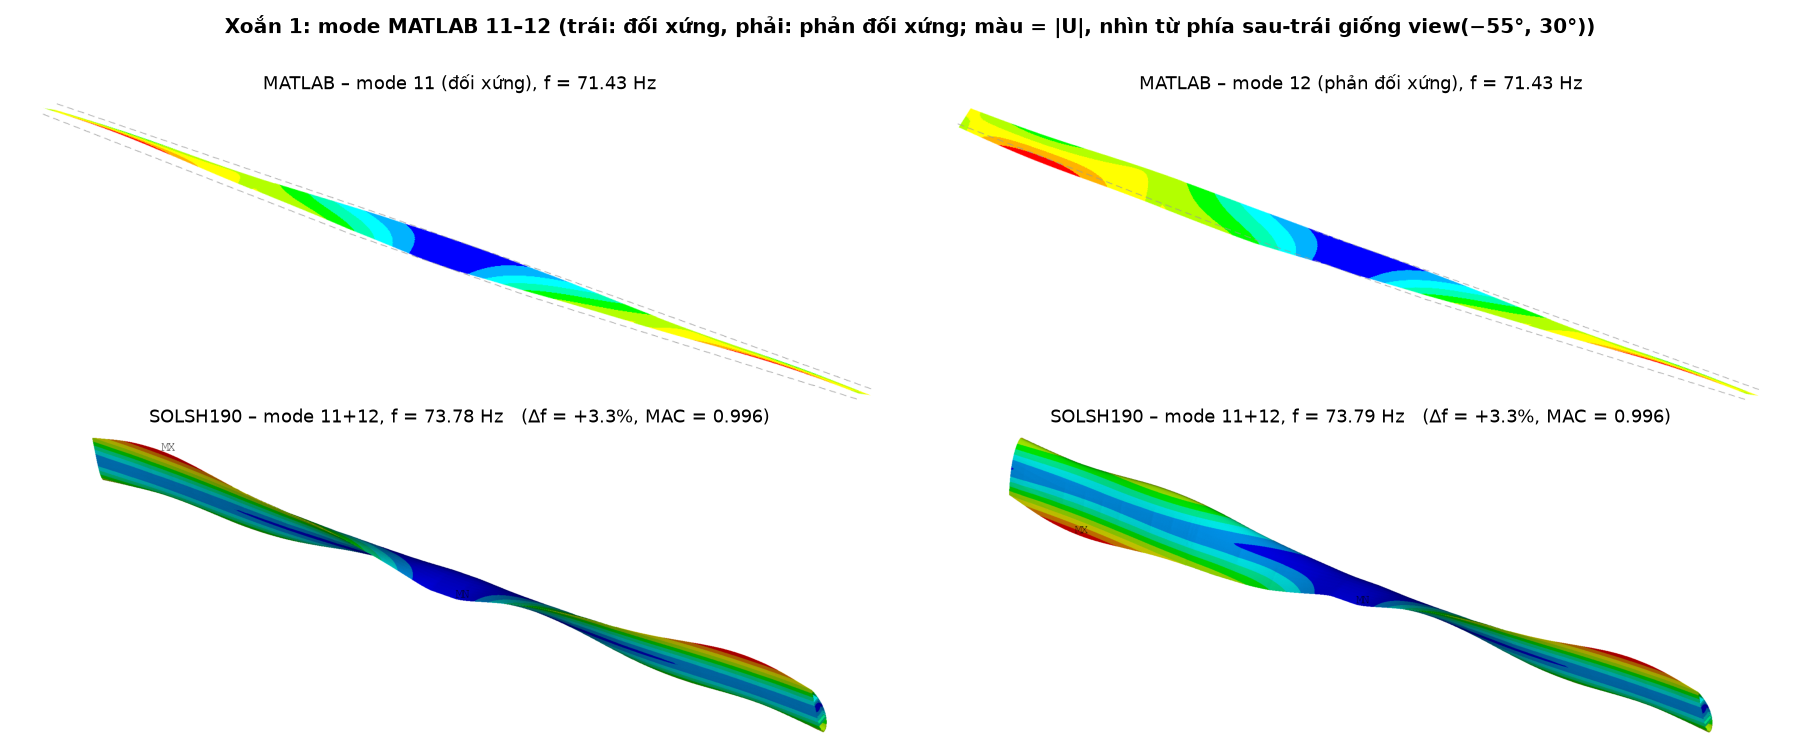 Xoắn 1: mode MATLAB 11–12 (trái: đối xứng, phải: phản đối xứng; màu = |U|, nhìn từ phía sau-trái giống view(−55°, 30°))
MATLAB – mode 11 (đối xứng), f = 71.43 Hz
MATLAB – mode 12 (phản đối xứng), f = 71.43 Hz
SOLSH190 – mode 11+12, f = 73.78 Hz (Δf = +3.3%, MAC = 0.996)
SOLSH190 – mode 11+12, f = 73.79 Hz (Δf = +3.3%, MAC = 0.996)
MX
MX